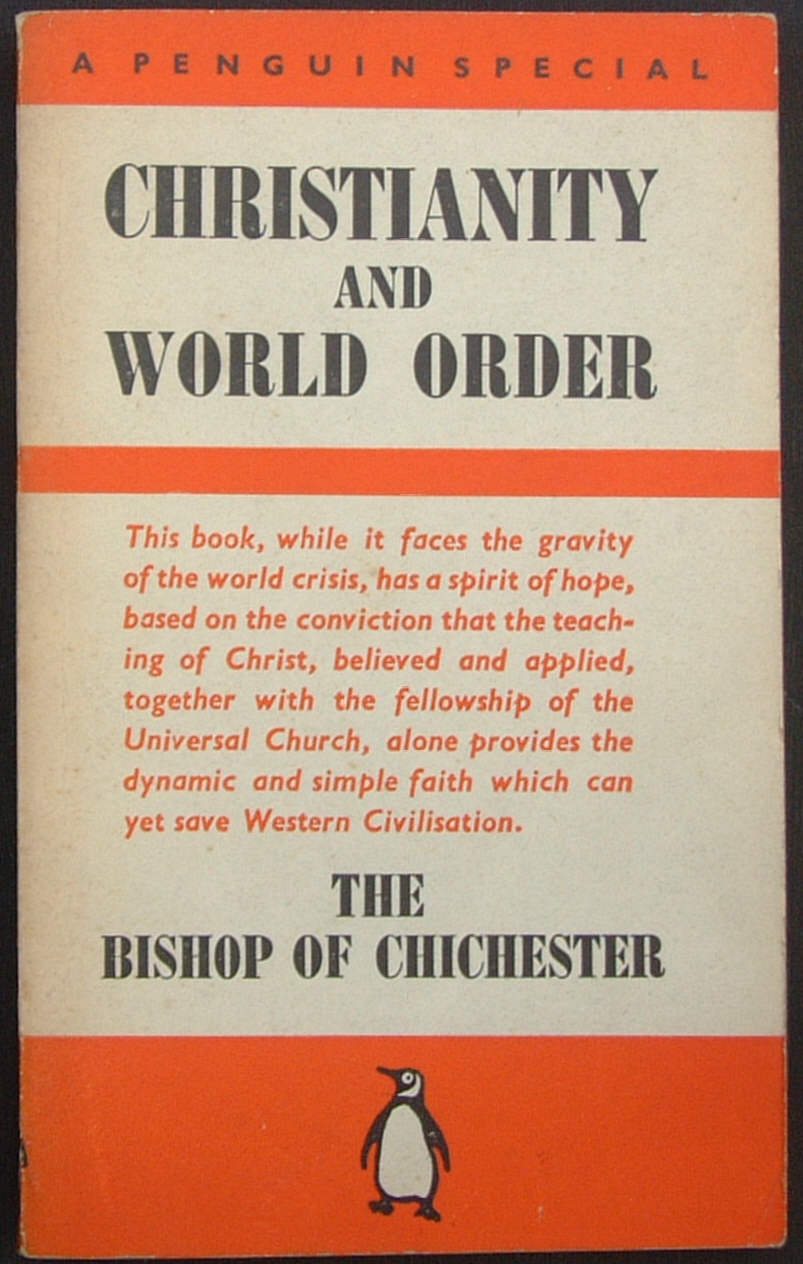 A PENGUIN SPECIAL
CHRISTIANITY
AND
WORLD ORDER
This book, while it faces the gravity
of the world crisis, has a spirit of hope,
based on the conviction that the teach-
ing of Christ, believed and applied,
together with the fellowship of the
Universal Church, alone provides the
dynamic and simple faith which can
yet save Western Civilisation.
THE
BISHOP OF CHICHESTER